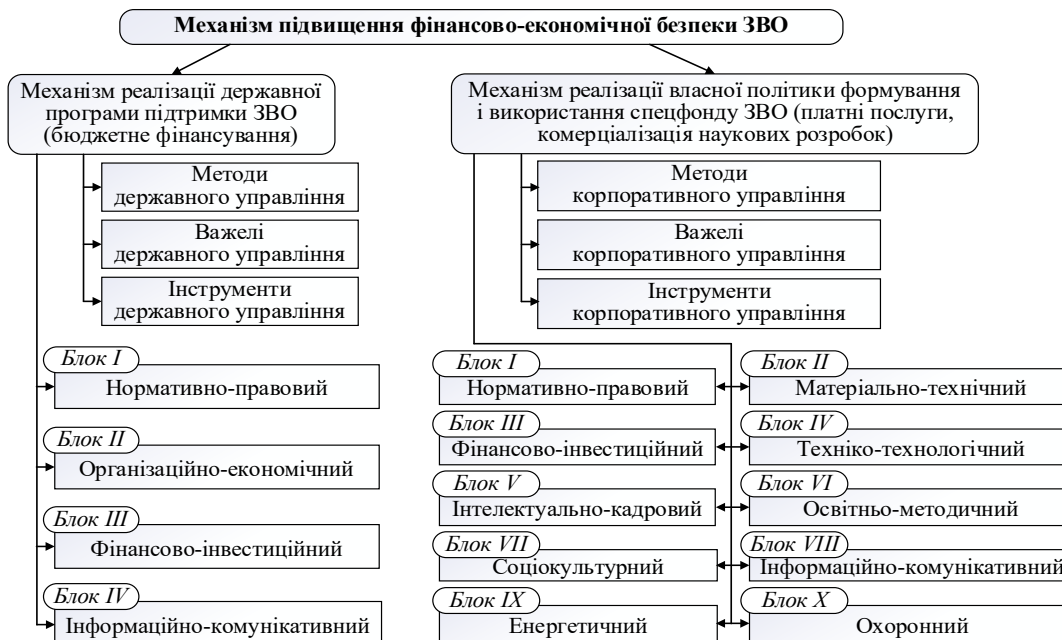 Механізм підвищення фінансово-економічної безпеки ЗВО
Механізм реалізації державної
програми підтримки ЗВО
(бюджетне фінансування)
Методи
державного управління
Важелі
державного управління
Інструменти
державного управління
Блок I
Нормативно-правовий
Блок II
Організаційно-економічний
Блок III
Фінансово-інвестиційний
Блок IV
Інформаційно-комунікативний
Механізм реалізації власної політики формування
і використання спецфонду ЗВО (платні послуги,
комерціалізація наукових розробок)
Методи
корпоративного управління
Важелі
корпоративного управління
Інструменти
корпоративного управління
Блок I
Нормативно-правовий
Блок II
Матеріально-технічний
Блок III
Фінансово-інвестиційний
Блок IV
Техніко-технологічний
Блок V
Інтелектуально-кадровий
Блок VI
Освітньо-методичний
Блок VII
Соціокультурний
Блок VIII
Інформаційно-комунікативний
Блок IX
Енергетичний
Блок X
Охоронний